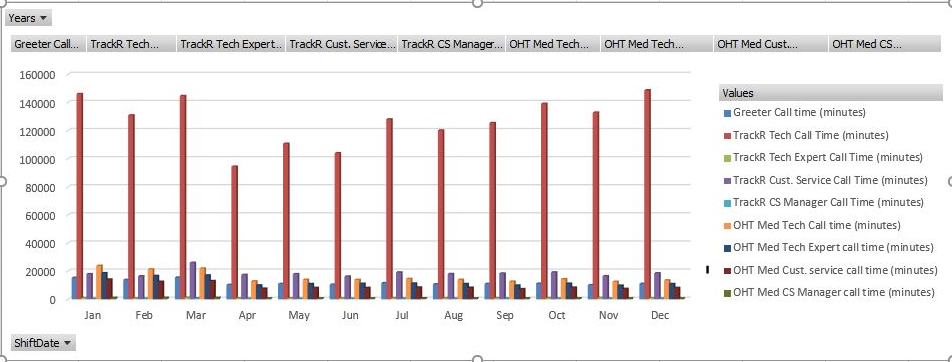 Years
Greeter Call... TrackR Tech... TrackR Tech Expert... TrackR Cust. Service... TrackR CS Manager... OHT Med Tech... OHT Med Tech... OHT Med Cust.... OHT Med CS...
160000
140000
120000
100000
80000
60000
40000
20000
0
Jan Feb Mar Apr May Jun Jul Aug Sep Oct Nov Dec
Values
Greeter Call time (minutes)
TrackR Tech Call Time (minutes)
TrackR Tech Expert Call Time (minutes)
TrackR Cust. Service Call Time (minutes)
TrackR CS Manager Call Time (minutes)
OHT Med Tech Call time (minutes)
OHT Med Tech Expert call time (minutes)
OHT Med Cust. service call time (minutes)
OHT Med CS Manager call time (minutes)
ShiftDate